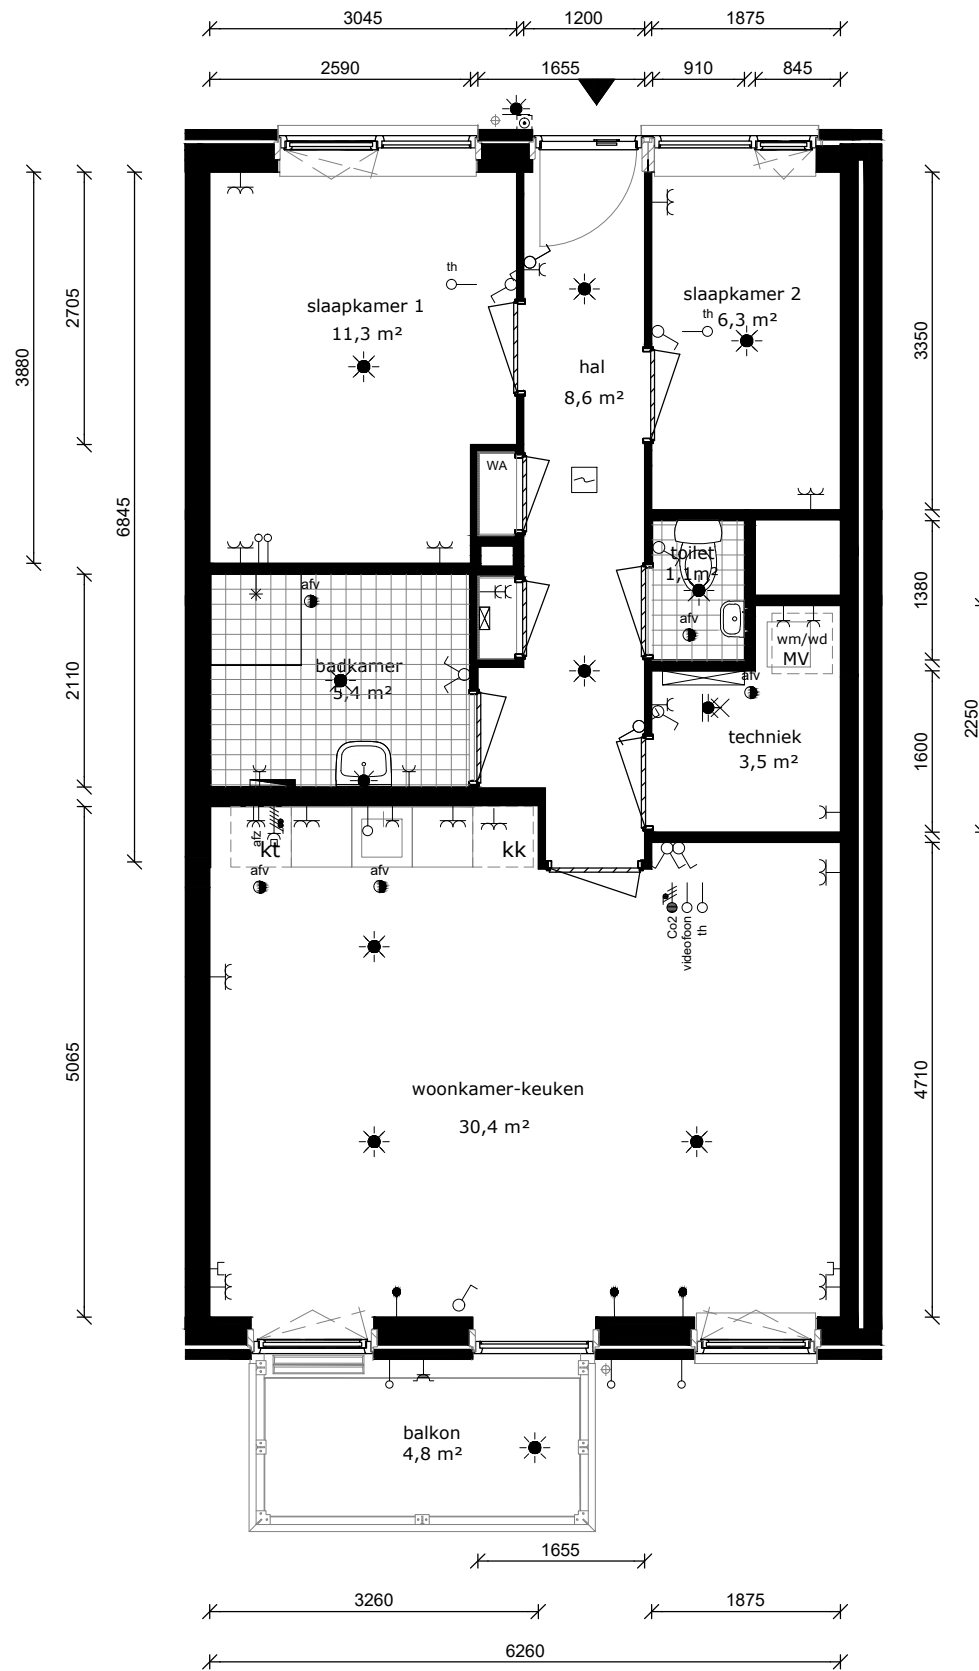 3045
1200
1875
2590
1655
910
845
th
slaapkamer 1
11,3 m²
slaapkamer 2
th
6,3 m²
hal
8,6 m²
2705
3880
3350
6845
WA
toilet
1,1m²
afv
afv
1380
wm/wd
MV
afv
badkamer
5,4 m²
2110
techniek
3,5 m²
1600
2250
afz
kt
kk
afv
afv
Co2
videofoon
th
5065
4710
woonkamer-keuken
30,4 m²
balkon
4,8 m²
1655
3260
1875
6260